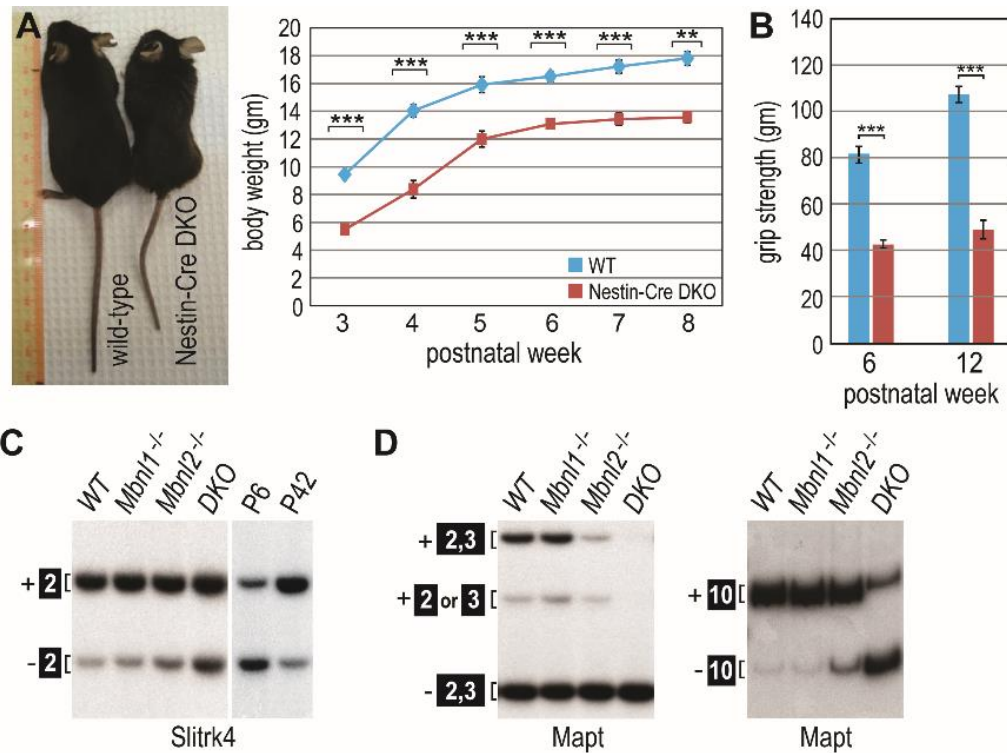 A
wild-type
Nestin-Cre DKO
body weight (gm)
20
18
16
14
12
10
8
6
4
2
0
***
***
***
***
***
**
WT
Nestin-Cre DKO
3 4 5 6 7 8
postnatal week
B
grip strength (gm)
140
120
100
80
60
40
20
0
***
***
6 12
postnatal week
C
WT Mbnl1 -/- Mbnl2 -/- DKO P6 P42
+ 2
- 2
Slitrk4
D
WT Mbnl1 -/- Mbnl2 -/- DKO
+ 2,3
+ 2 or 3
- 2,3
Mapt
WT Mbnl1 -/- Mbnl2 -/- DKO
+ 10
- 10
Mapt